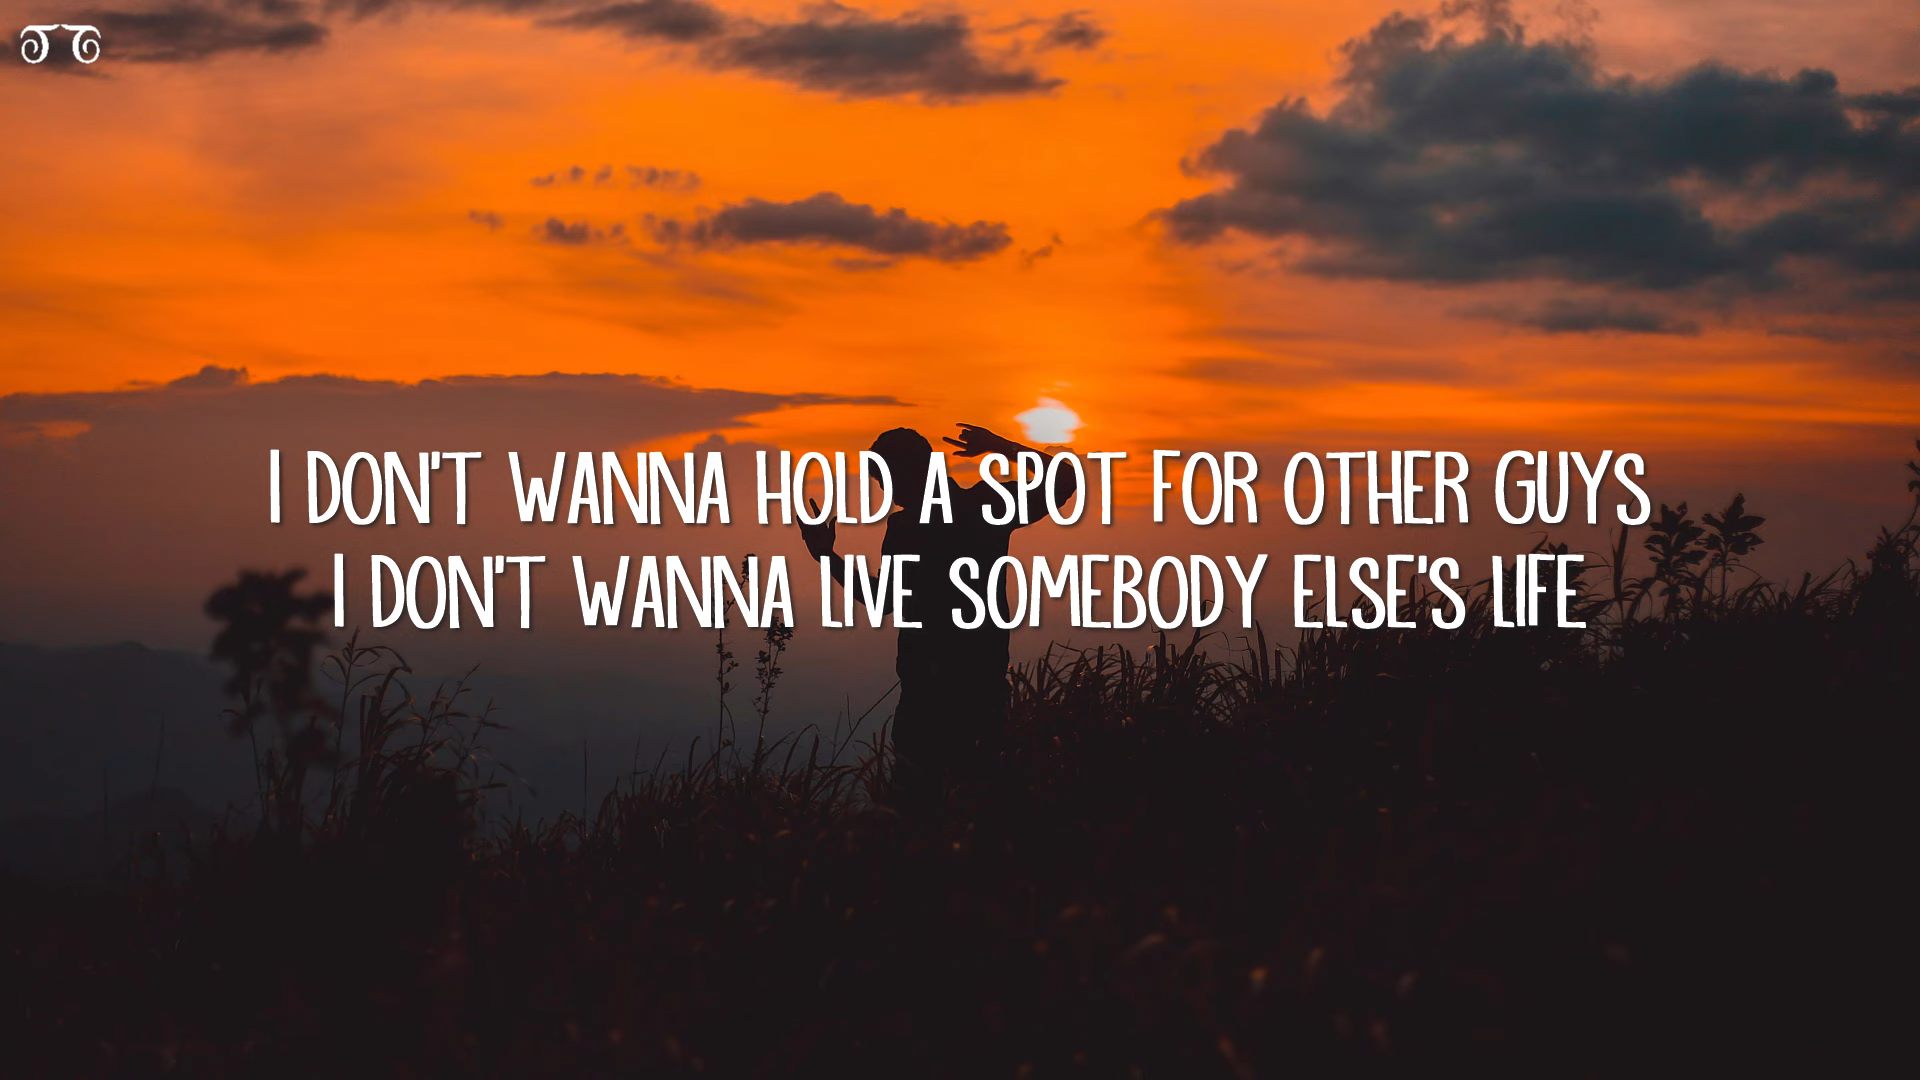 I DON'T WANNA HOLD A SPOT FOR OTHER GUYS
I DON'T WANNA LIVE SOMEBODY ELSE'S LIFE